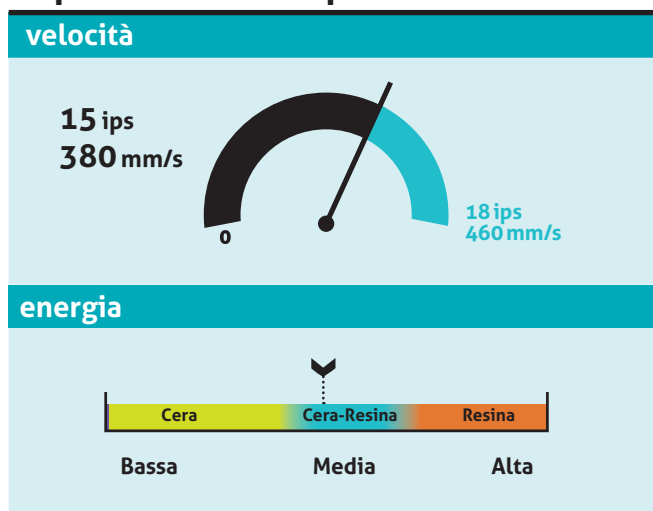 velocità
15 ips
380 mm/s
0
18 ips
460 mm/s
energia
Cera
Cera-Resina
Resina
Bassa
Media
Alta